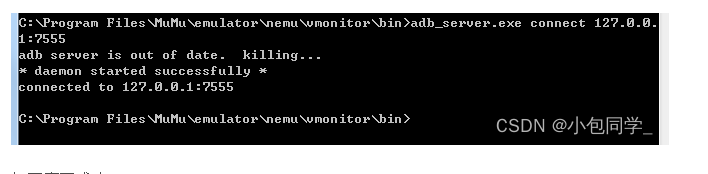 C:\Program Files\MuMu\emulator\nemu\vmonitor\bin>adb_server.exe connect 127.0.0.
1:7555
adb server is out of date.  killing...
* daemon started successfully *
connected to 127.0.0.1:7555
C:\Program Files\MuMu\emulator\nemu\vmonitor\bin>
CSDN @小包同学_